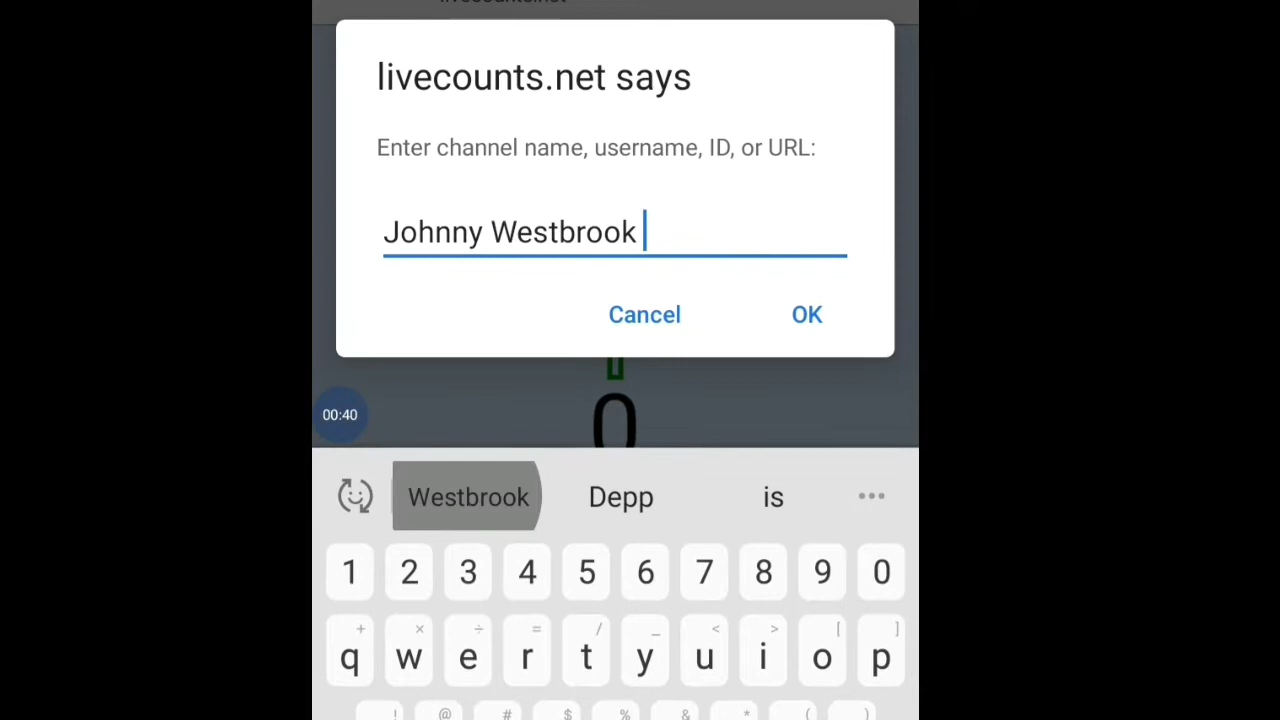 livecounts.net says
Enter channel name, username, ID, or URL:
Johnny Westbrook
Cancel OK
00:40
0
Westbrook Depp is
1 2 3 4 5 6 7 8 9 0
+ × ÷ = / _ < > [ ]
q w e r t y u i o p
! @ # $ % & * ( )